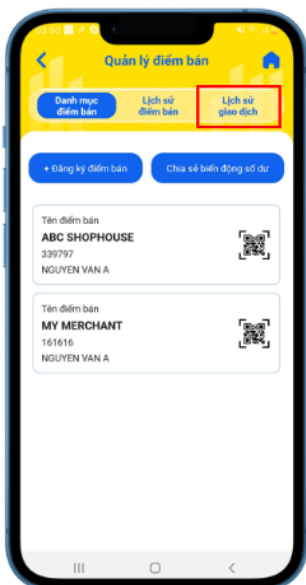 Quản lý điểm bán
Danh mục
điểm bán
Lịch sử
điểm bán
Lịch sử
giao dịch
+ Đăng ký điểm bán
Chia sẻ biến động số dư
Tên điểm bán
ABC SHOPHOUSE
339797
NGUYEN VAN A
Tên điểm bán
MY MERCHANT
161616
NGUYEN VAN A